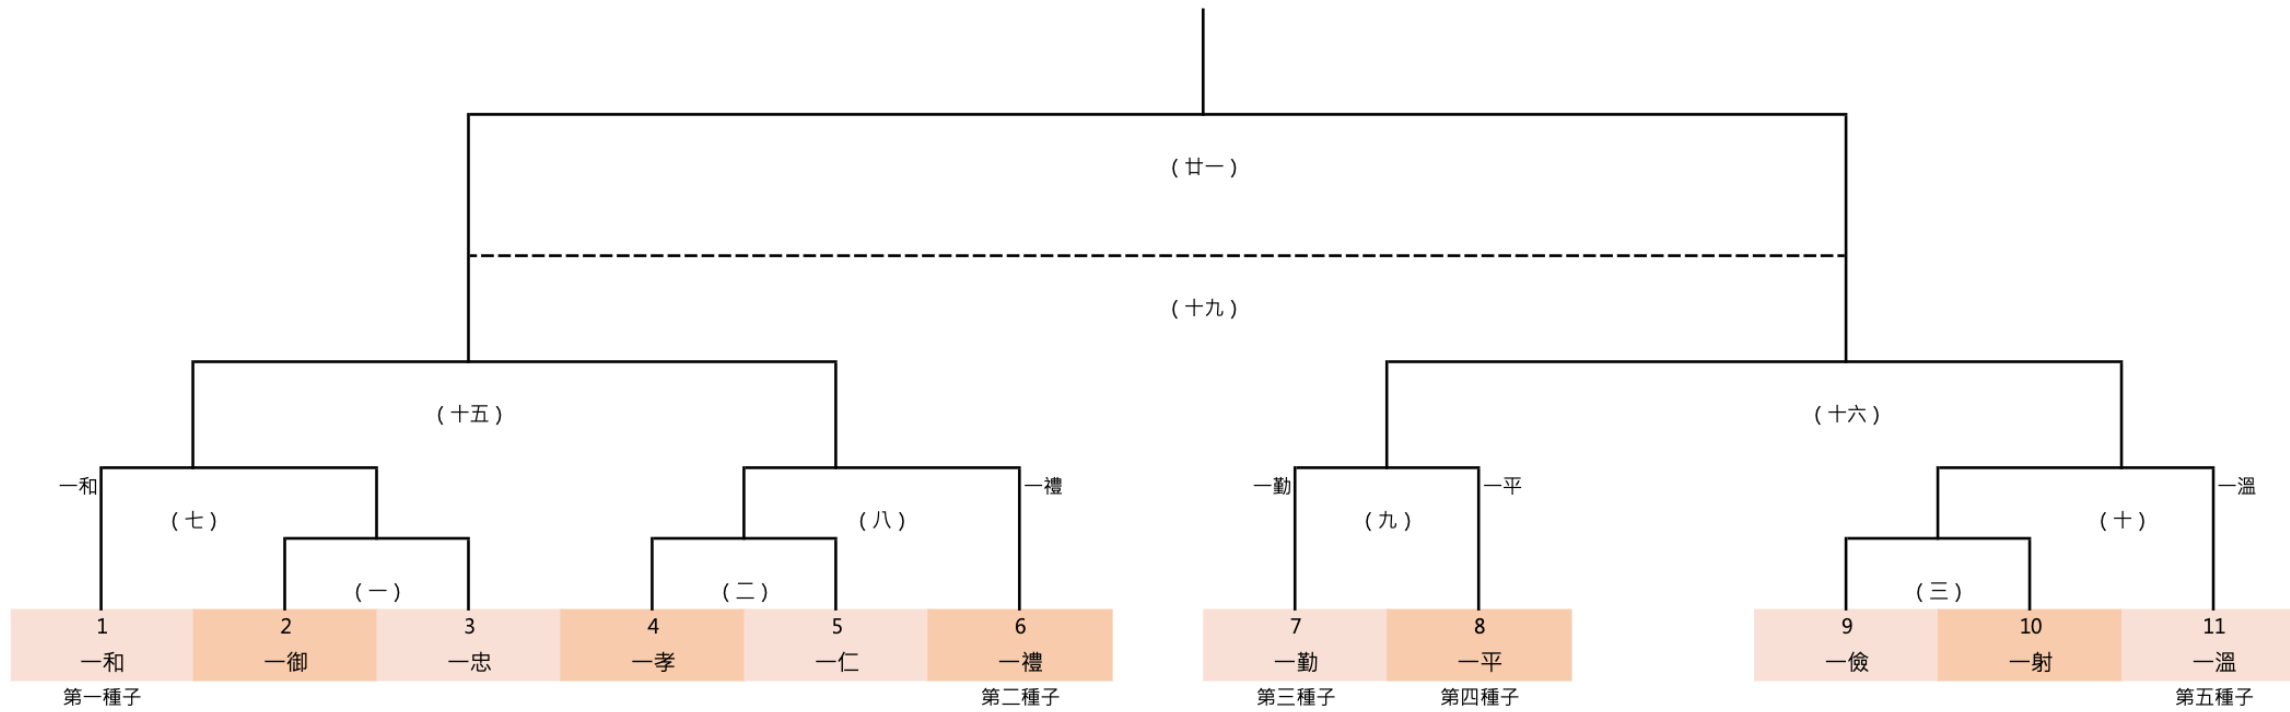 (廿一)
(十九)
(十五) (十六)
一和 一禮 一勤 一平 一溫
(七) (八) (九) (十)
(一) (二) (三)
1 2 3 4 5 6 7 8 9 10 11
一和 一御 一忠 一孝 一仁 一禮 一勤 一平 一儉 一射 一溫
第一種子 第二種子 第三種子 第四種子 第五種子